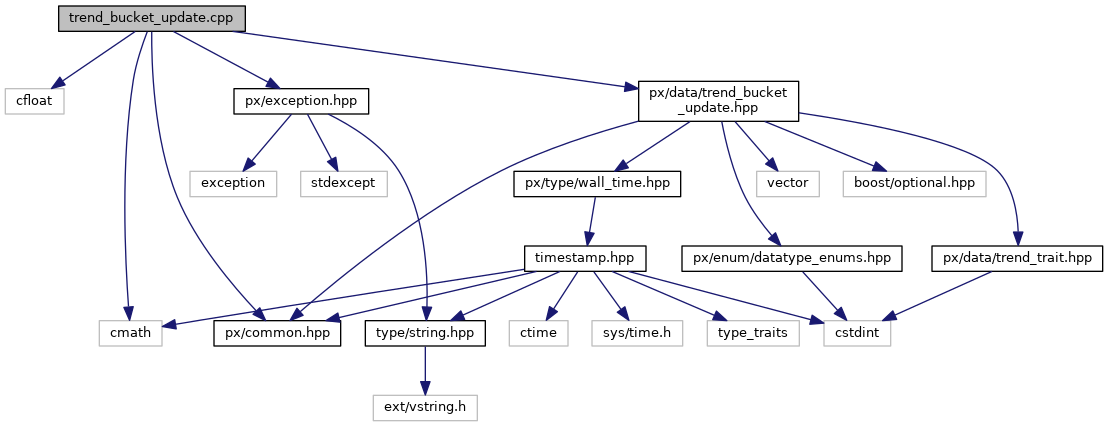 trend_bucket_update.cpp
cfloat
px/exception.hpp
px/data/trend_bucket
_update.hpp
exception
stdexcept
px/type/wall_time.hpp
vector
boost/optional.hpp
timestamp.hpp
px/enum/datatype_enums.hpp
px/data/trend_trait.hpp
cmath
px/common.hpp
type/string.hpp
ctime
sys/time.h
type_traits
cstdint
ext/vstring.h